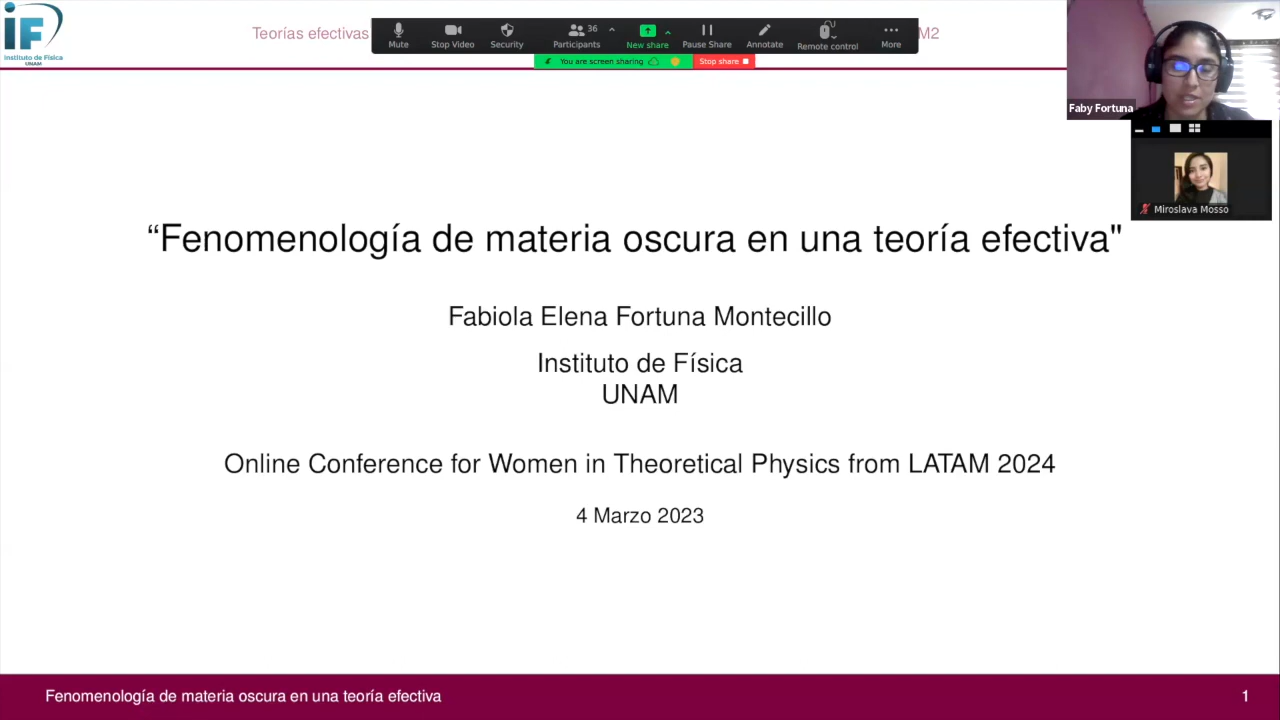 iF
Instituto de Física
UNAM
Teorías efectivas
M2
Mute
Stop Video
Security
Participants
36
New share
Pause Share
Annotate
Remote control
More
You are screen sharing
Stop share
Faby Fortuna
Miroslava Mosso
“Fenomenología de materia oscura en una teoría efectiva"
Fabiola Elena Fortuna Montecillo
Instituto de Física
UNAM
Online Conference for Women in Theoretical Physics from LATAM 2024
4 Marzo 2023
Fenomenología de materia oscura en una teoría efectiva
1